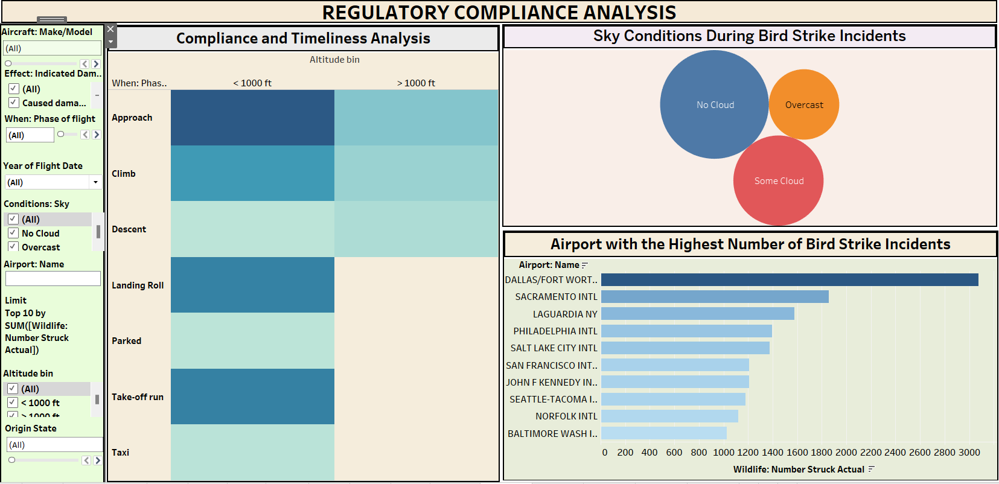 REGULATORY COMPLIANCE ANALYSIS
Aircraft: Make/Model
(All)
Effect: Indicated Dam..
(All)
Caused dama...
When: Phase of flight
(All)
Year of Flight Date
(All)
Conditions: Sky
(All)
No Cloud
Overcast
Airport: Name
Limit
Top 10 by
SUM([Wildlife:
Number Struck
Actual])
Altitude bin
(All)
< 1000 ft
> 1000 ft
Origin State
(All)
Compliance and Timeliness Analysis
Altitude bin
When: Phas.. < 1000 ft > 1000 ft
Approach
Climb
Descent
Landing Roll
Parked
Take-off run
Taxi
Sky Conditions During Bird Strike Incidents
No Cloud
Overcast
Some Cloud
Airport with the Highest Number of Bird Strike Incidents
Airport: Name
DALLAS/FORT WORT..
SACRAMENTO INTL
LAGUARDIA NY
PHILADELPHIA INTL
SALT LAKE CITY INTL
SAN FRANCISCO INT..
JOHN F KENNEDY IN..
SEATTLE-TACOMA I..
NORFOLK INTL
BALTIMORE WASH I..
0 200 400 600 800 1000 1200 1400 1600 1800 2000 2200 2400 2600 2800 3000
Wildlife: Number Struck Actual